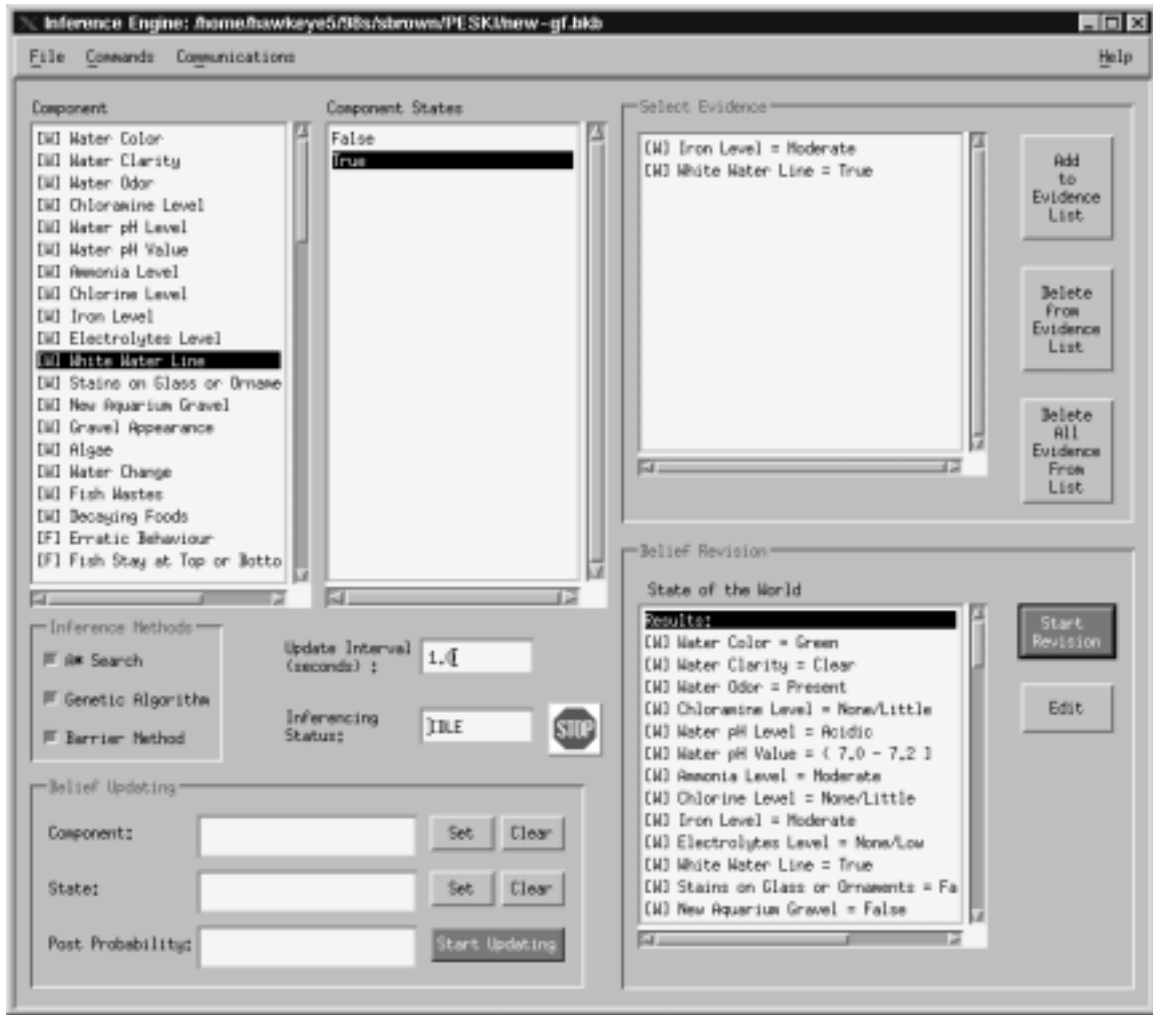 Inference Engine: /home/hawkeye5/98s/sbrown/PESKI/new-gf.bkb
File Commands Communications Help
Component
[W] Water Color
[W] Water Clarity
[W] Water Odor
[W] Chloramine Level
[W] Water pH Level
[W] Water pH Value
[W] Ammonia Level
[W] Chlorine Level
[W] Iron Level
[W] Electrolytes Level
[W] White Water Line
[W] Stains on Glass or Orname
[W] New Aquarium Gravel
[W] Gravel Appearance
[W] Algae
[W] Water Change
[W] Fish Wastes
[W] Decaying Foods
[F] Erratic Behaviour
[F] Fish Stay at Top or Botto
Component States
False
True
Select Evidence
[W] Iron Level = Moderate
[W] White Water Line = True
Add
to
Evidence
List
Delete
From
Evidence
List
Delete
All
Evidence
From
List
Inference Methods
A* Search
Genetic Algorithm
Barrier Method
Update Interval
(seconds) :
1.0
Inferencing
Status:
IDLE
STOP
Belief Updating
Component:
Set Clear
State:
Set Clear
Post Probability:
Start Updating
Belief Revision
State of the World
Results:
[W] Water Color = Green
[W] Water Clarity = Clear
[W] Water Odor = Present
[W] Chloramine Level = None/Little
[W] Water pH Level = Acidic
[W] Water pH Value = ( 7.0 - 7.2 ]
[W] Ammonia Level = Moderate
[W] Chlorine Level = None/Little
[W] Iron Level = Moderate
[W] Electrolytes Level = None/Low
[W] White Water Line = True
[W] Stains on Glass or Ornaments = Fa
[W] New Aquarium Gravel = False
Start
Revision
Edit